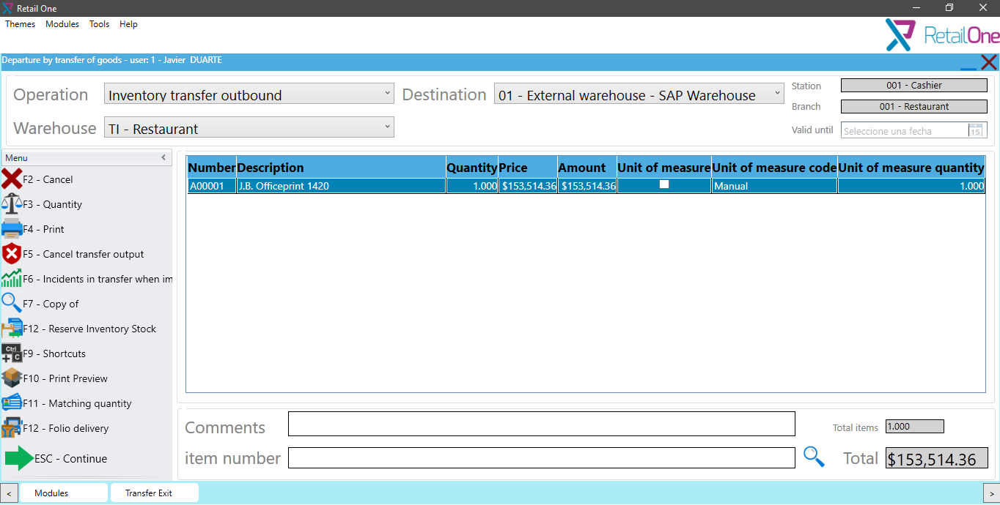 Retail One
Themes Modules Tools Help
RetailOne
Departure by transfer of goods - user: 1 - Javier DUARTE
Operation Inventory transfer outbound Destination 01 - External warehouse - SAP Warehouse
Station 001 - Cashier
Branch 001 - Restaurant
Warehouse TI - Restaurant
Valid until Seleccione una fecha 15
Menu
F2 - Cancel
F3 - Quantity
F4 - Print
F5 - Cancel transfer output
F6 - Incidents in transfer when im
F7 - Copy of
F12 - Reserve Inventory Stock
Ctrl
+ C
F9 - Shortcuts
F10 - Print Preview
F11 - Matching quantity
F12 - Folio delivery
ESC - Continue
Number Description Quantity Price Amount Unit of measure Unit of measure code Unit of measure quantity
A00001 J.B. Officeprint 1420 1.000 $153,514.36 $153,514.36 Manual 1.000
Comments
Total items 1.000
item number
Total $153,514.36
< Modules Transfer Exit >